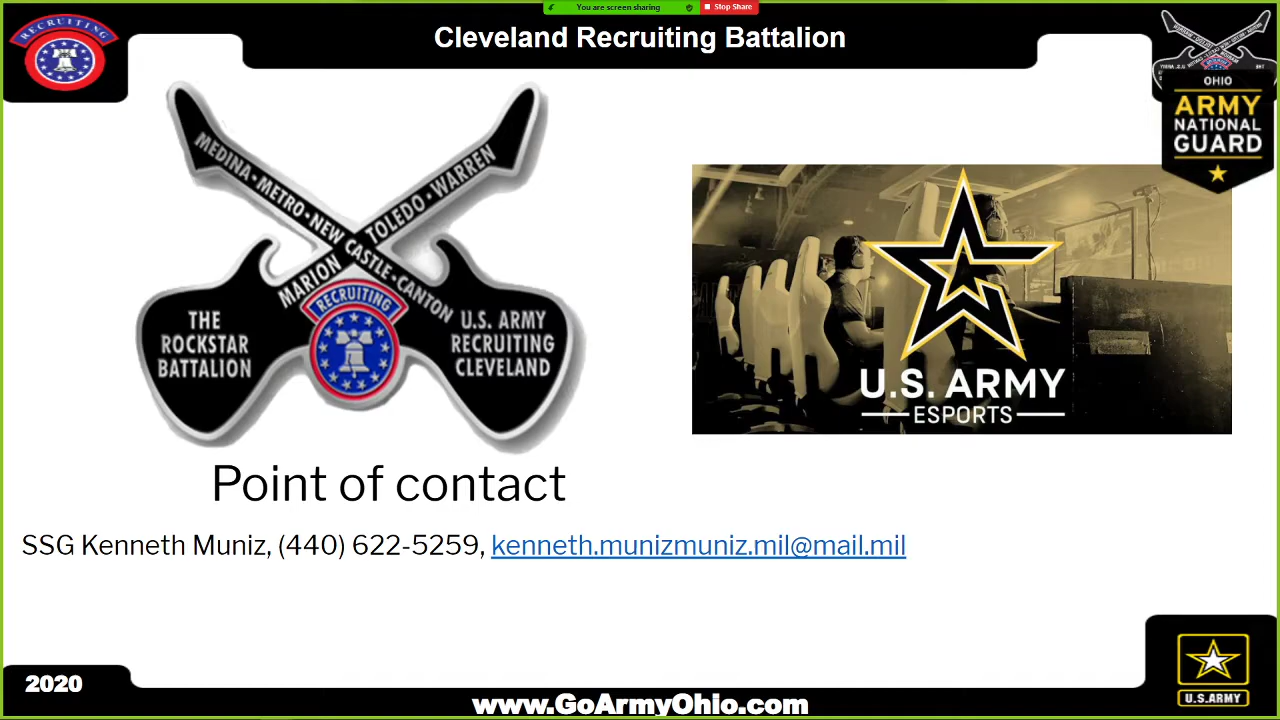 You are screen sharing
Stop Share
RECRUITING
Cleveland Recruiting Battalion
OHIO
ARMY
NATIONAL
GUARD
MEDINA • METRO • NEW CASTLE • CANTON
MARION TOLEDO • WARREN
RECRUITING
THE
ROCKSTAR
BATTALION
U.S. ARMY
RECRUITING
CLEVELAND
U.S. ARMY
ESPORTS
Point of contact
SSG Kenneth Muniz, (440) 622-5259, kenneth.munizmuniz.mil@mail.mil
2020
www.GoArmyOhio.com
U.S.ARMY